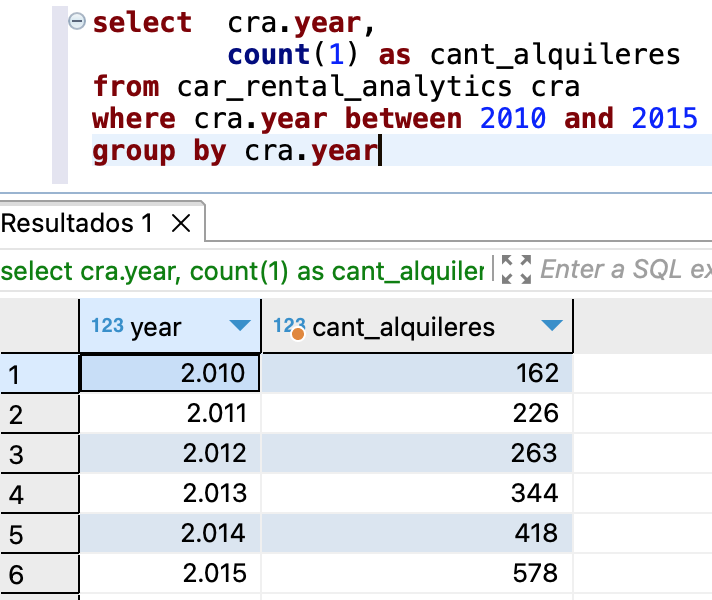 select  cra.year,
        count(1) as cant_alquileres
from car_rental_analytics cra
where cra.year between 2010 and 2015
group by cra.year
Resultados 1
select cra.year, count(1) as cant_alquiler Enter a SQL ex
123 year 123 cant_alquileres
1 2.010 162
2 2.011 226
3 2.012 263
4 2.013 344
5 2.014 418
6 2.015 578